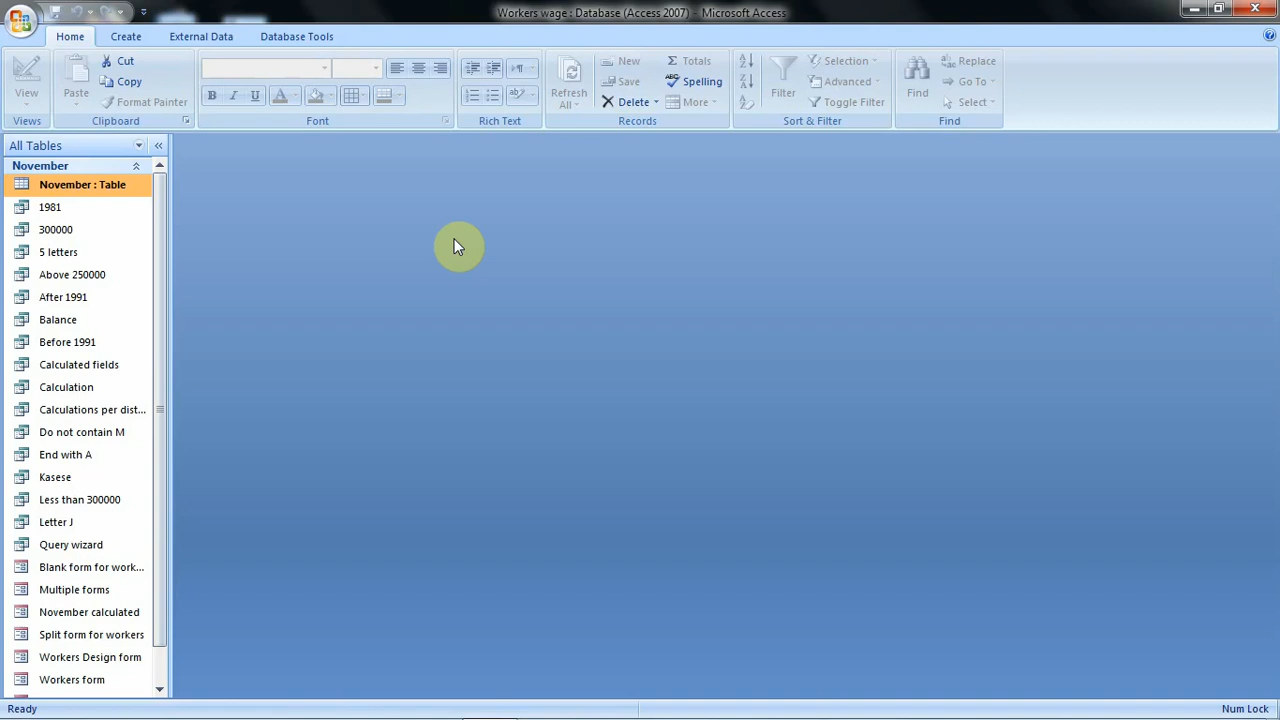 Workers wage : Database (Access 2007) - Microsoft Access
Home Create External Data Database Tools
View
Views
Paste
Cut
Copy
Format Painter
Clipboard
B I U A
Font
Rich Text
Refresh All
New
Save
Delete
Totals
Spelling
More
Records
Filter
Selection
Advanced
Toggle Filter
Sort & Filter
Find
Replace
Go To
Select
Find
All Tables
November
November : Table
1981
300000
5 letters
Above 250000
After 1991
Balance
Before 1991
Calculated fields
Calculation
Calculations per dist...
Do not contain M
End with A
Kasese
Less than 300000
Letter J
Query wizard
Blank form for work...
Multiple forms
November calculated
Split form for workers
Workers Design form
Workers form
Ready
Num Lock